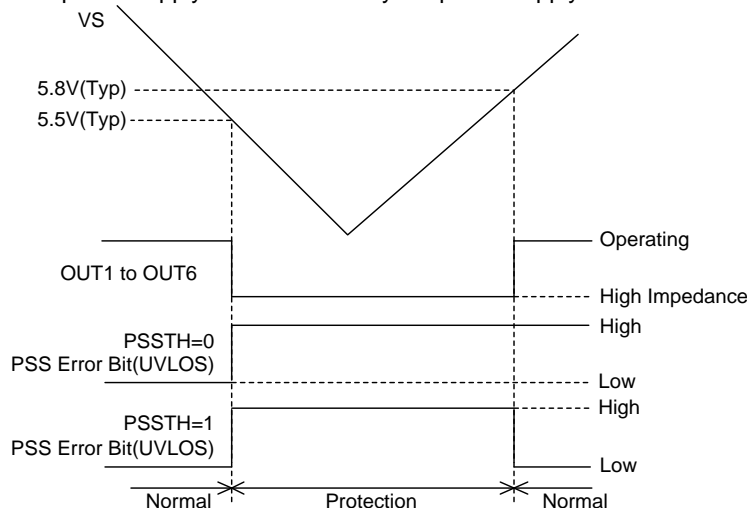 VS
5.8V(Typ)
5.5V(Typ)
Operating
OUT1 to OUT6
High Impedance
High
PSSTH=0
PSS Error Bit(UVLOS)
Low
High
PSSTH=1
PSS Error Bit(UVLOS)
Low
Normal Protection Normal